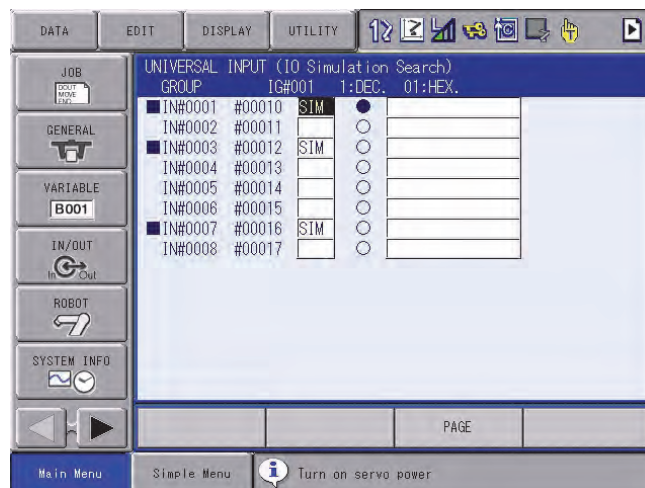 DATA EDIT DISPLAY UTILITY
JOB
DOUT
MOVE
END
GENERAL
VARIABLE
B001
IN/OUT
In Out
ROBOT
SYSTEM INFO
UNIVERSAL INPUT (IO Simulation Search)
GROUP IG#001 1:DEC. 01:HEX.
IN#0001 #00010 SIM
IN#0002 #00011
IN#0003 #00012 SIM
IN#0004 #00013
IN#0005 #00014
IN#0006 #00015
IN#0007 #00016 SIM
IN#0008 #00017
PAGE
Main Menu Simple Menu Turn on servo power